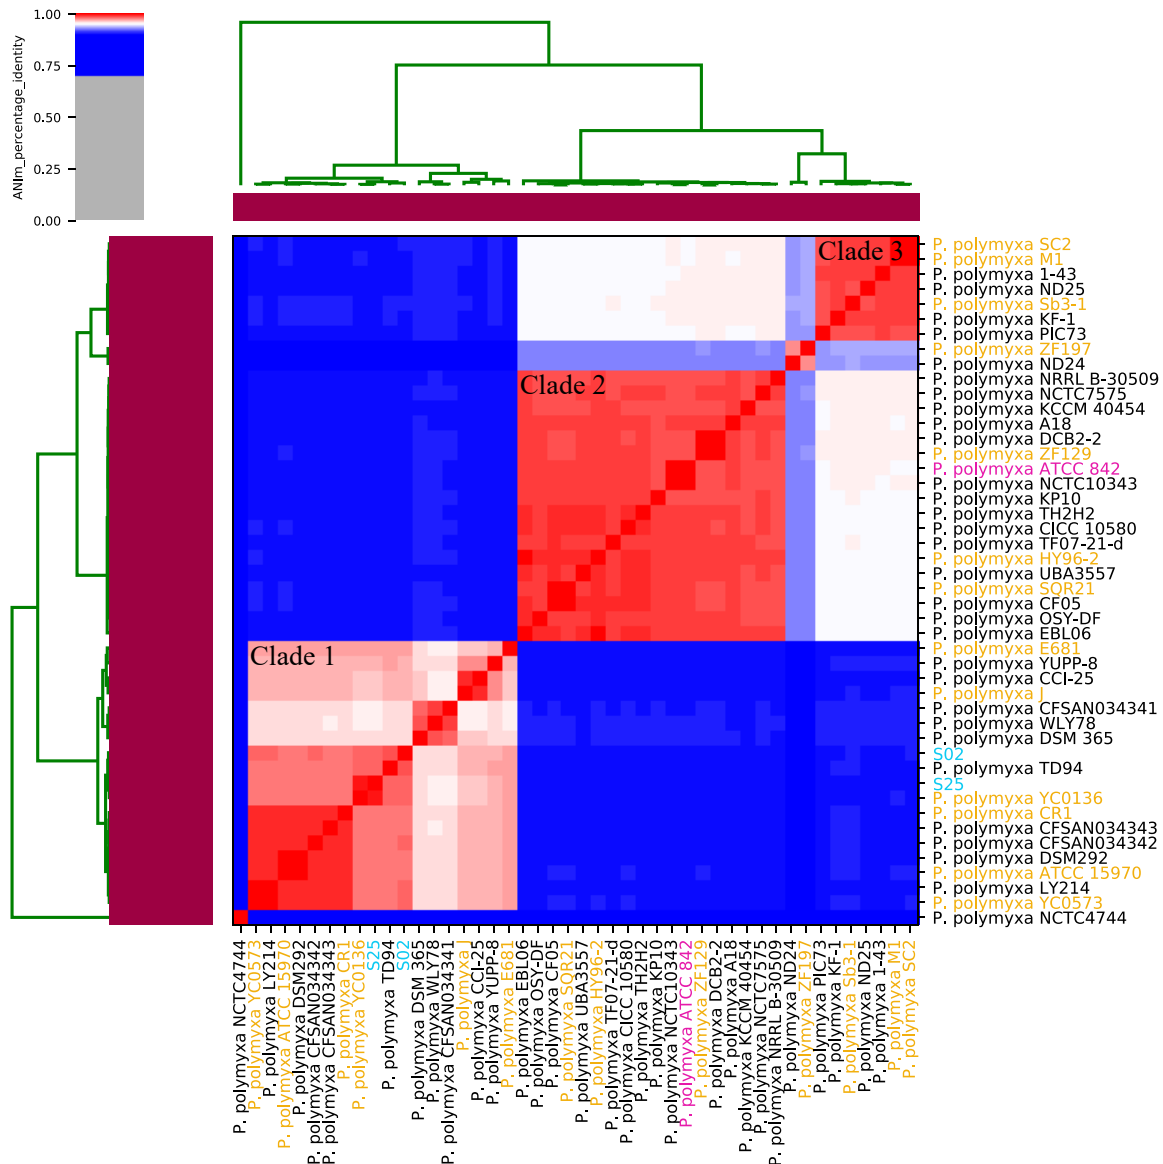 ANIm_percentage_identity
1.00
0.75
0.50
0.25
0.00
Clade 3
Clade 2
Clade 1
P. polymyxa SC2
P. polymyxa M1
P. polymyxa 1-43
P. polymyxa ND25
P. polymyxa Sb3-1
P. polymyxa KF-1
P. polymyxa PIC73
P. polymyxa ZF197
P. polymyxa ND24
P. polymyxa NRRL B-30509
P. polymyxa NCTC7575
P. polymyxa KCCM 40454
P. polymyxa A18
P. polymyxa DCB2-2
P. polymyxa ZF129
P. polymyxa ATCC 842
P. polymyxa NCTC10343
P. polymyxa KP10
P. polymyxa TH2H2
P. polymyxa CICC 10580
P. polymyxa TF07-21-d
P. polymyxa HY96-2
P. polymyxa UBA3557
P. polymyxa SQR21
P. polymyxa CF05
P. polymyxa OSY-DF
P. polymyxa EBL06
P. polymyxa E681
P. polymyxa YUPP-8
P. polymyxa CCI-25
P. polymyxa J
P. polymyxa CFSAN034341
P. polymyxa WLY78
P. polymyxa DSM 365
S02
P. polymyxa TD94
S25
P. polymyxa YC0136
P. polymyxa CR1
P. polymyxa CFSAN034343
P. polymyxa CFSAN034342
P. polymyxa DSM292
P. polymyxa ATCC 15970
P. polymyxa LY214
P. polymyxa YC0573
P. polymyxa NCTC4744
P. polymyxa NCTC4744
P. polymyxa YC0573
P. polymyxa LY214
P. polymyxa ATCC 15970
P. polymyxa DSM292
P. polymyxa CFSAN034342
P. polymyxa CFSAN034343
P. polymyxa CR1
P. polymyxa YC0136
S25
P. polymyxa TD94
S02
P. polymyxa DSM 365
P. polymyxa WLY78
P. polymyxa CFSAN034341
P. polymyxa J
P. polymyxa CCI-25
P. polymyxa YUPP-8
P. polymyxa E681
P. polymyxa EBL06
P. polymyxa OSY-DF
P. polymyxa CF05
P. polymyxa SQR21
P. polymyxa UBA3557
P. polymyxa HY96-2
P. polymyxa TF07-21-d
P. polymyxa CICC 10580
P. polymyxa TH2H2
P. polymyxa KP10
P. polymyxa NCTC10343
P. polymyxa ATCC 842
P. polymyxa ZF129
P. polymyxa DCB2-2
P. polymyxa A18
P. polymyxa KCCM 40454
P. polymyxa NCTC7575
P. polymyxa NRRL B-30509
P. polymyxa ND24
P. polymyxa ZF197
P. polymyxa PIC73
P. polymyxa KF-1
P. polymyxa Sb3-1
P. polymyxa ND25
P. polymyxa 1-43
P. polymyxa M1
P. polymyxa SC2